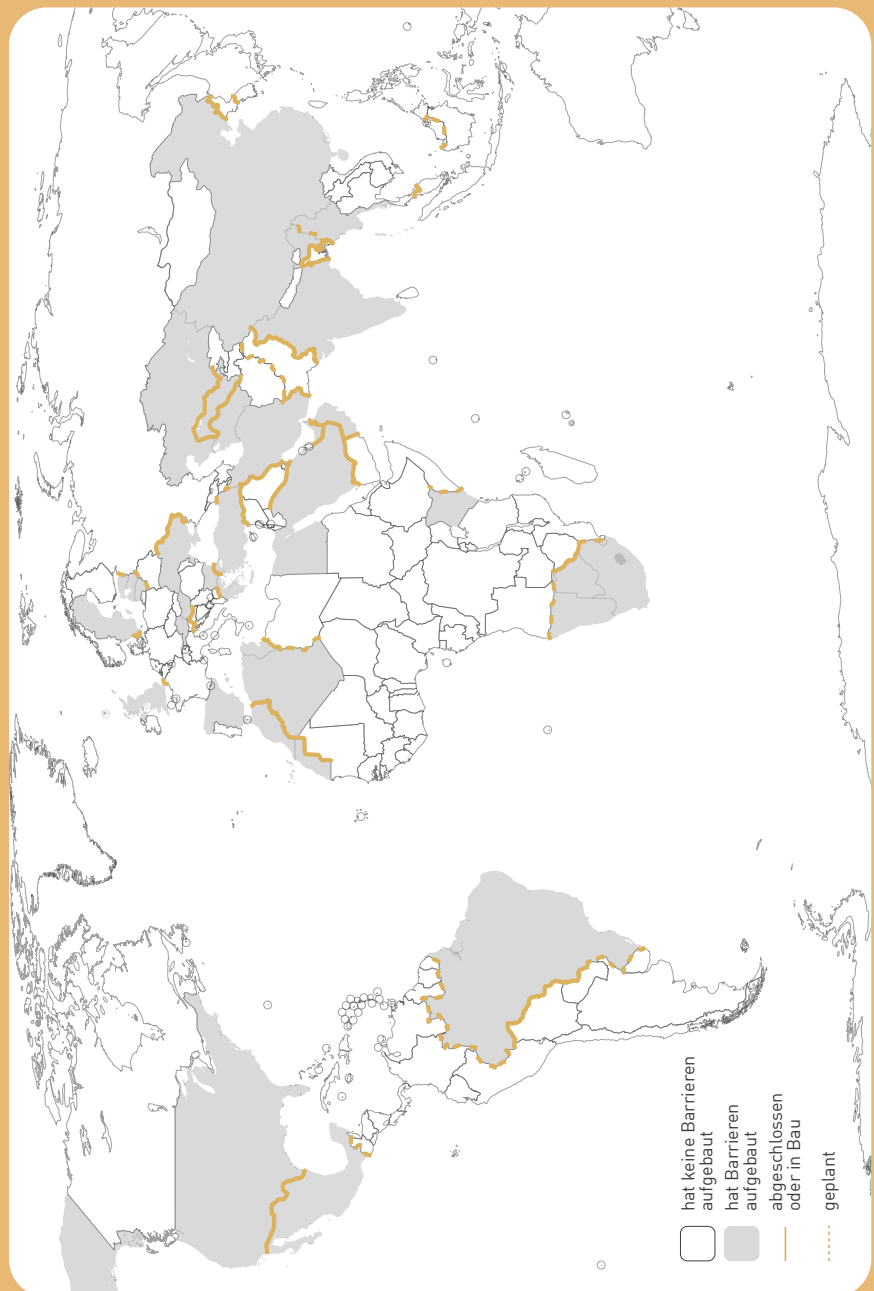 hat keine Barrieren
aufgebaut
hat Barrieren
aufgebaut
abgeschlossen
oder in Bau
geplant